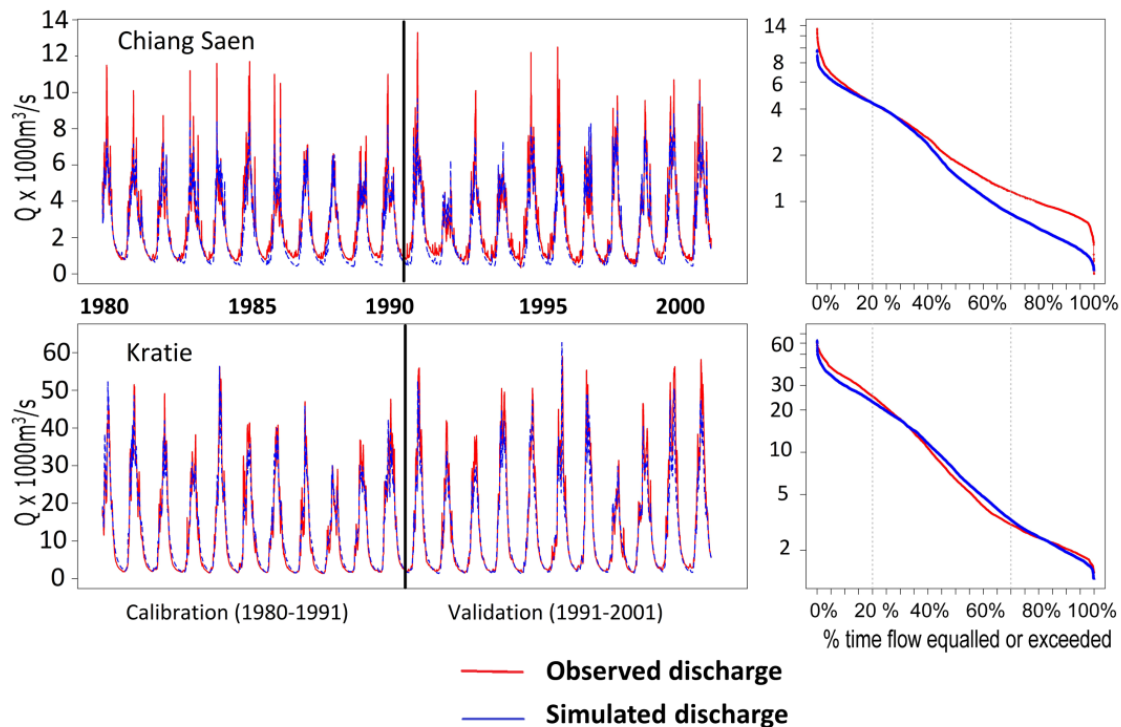 Chiang Saen
Q x 1000m³/s
14
12
10
8
6
4
2
0
1980 1985 1990 1995 2000
14
8
6
4
2
1
0% 20 % 40% 60% 80% 100%
Kratie
Q x 1000m³/s
60
50
40
30
20
10
0
60
30
20
10
5
2
0% 20 % 40% 60% 80% 100%
Calibration (1980-1991) Validation (1991-2001)
% time flow equalled or exceeded
Observed discharge
Simulated discharge